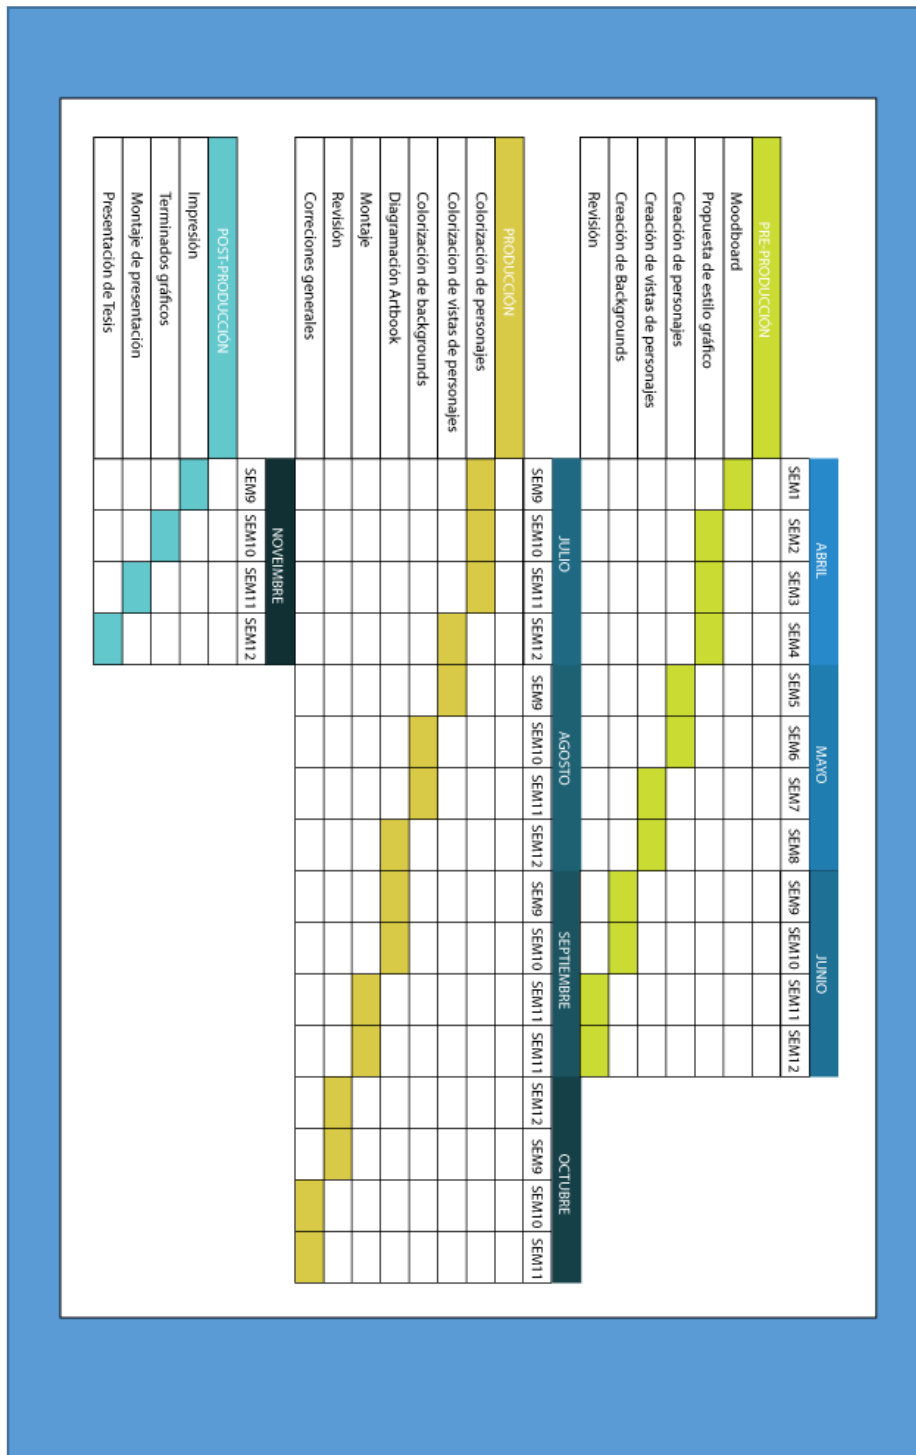 ABRIL MAYO JUNIO
SEM1 SEM2 SEM3 SEM4 SEM5 SEM6 SEM7 SEM8 SEM9 SEM10 SEM11 SEM12
PRE-PRODUCCIÓN
Moodboard
Propuesta de estilo gráfico
Creación de personajes
Creación de vistas de personajes
Creación de Backgrounds
Revisión
JULIO AGOSTO SEPTIEMBRE OCTUBRE
SEM9 SEM10 SEM11 SEM12 SEM9 SEM10 SEM11 SEM12 SEM9 SEM10 SEM11 SEM11 SEM12 SEM9 SEM10 SEM11
PRODUCCIÓN
Colorización de personajes
Colorizacion de vistas de personajes
Colorización de backgrounds
Diagramación Artbook
Montaje
Revisión
Correciones generales
NOVEIMBRE
SEM9 SEM10 SEM11 SEM12
POST-PRODUCCIÓN
Impresión
Terminados gráficos
Montaje de presentación
Presentación de Tesis